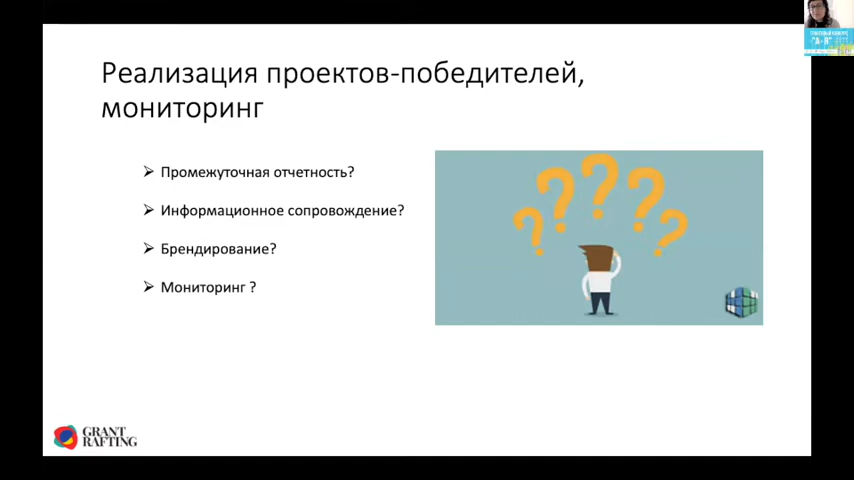 Реализация проектов-победителей,
мониторинг
Промежуточная отчетность?
Информационное сопровождение?
Брендирование?
Мониторинг ?
GRANT
RAFTING